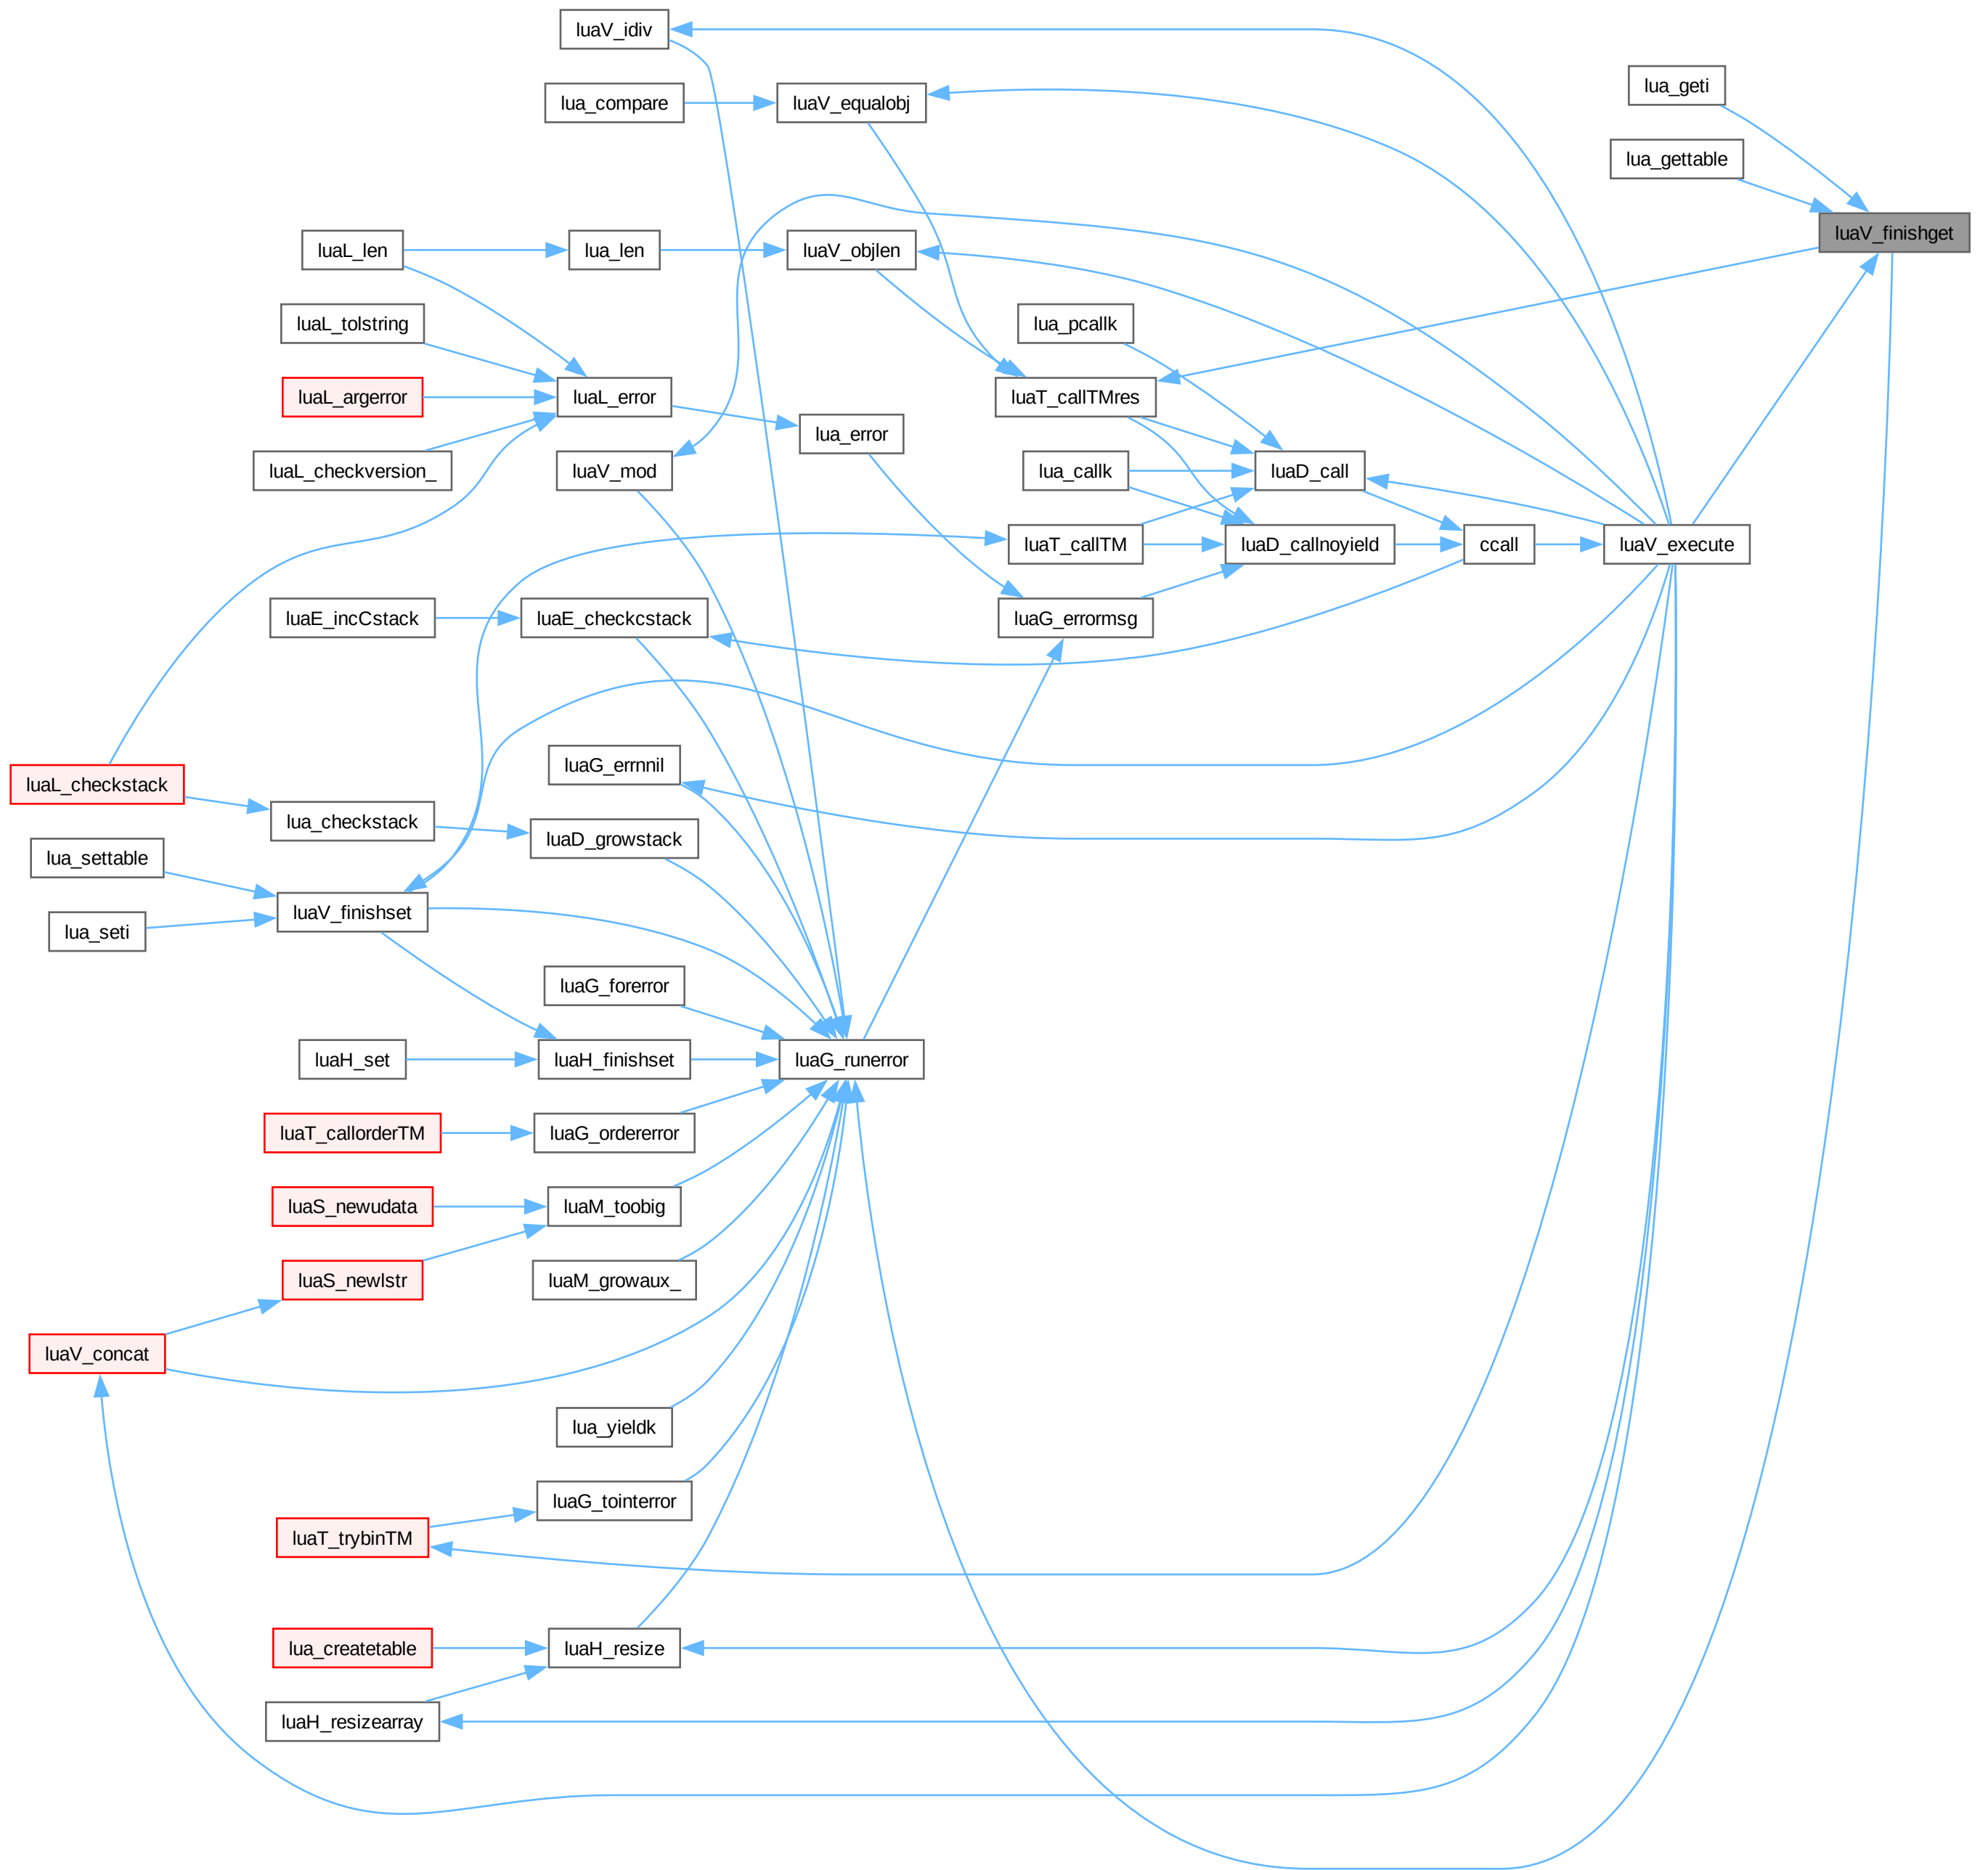 luaV_idiv
lua_geti
lua_compare
luaV_equalobj
lua_gettable
luaV_finishget
luaL_len
lua_len
luaV_objlen
luaL_tolstring
lua_pcallk
luaL_argerror
luaL_error
luaT_callTMres
lua_error
luaL_checkversion_
luaV_mod
lua_callk
luaD_call
luaT_callTM
luaD_callnoyield
ccall
luaV_execute
luaE_incCstack
luaE_checkcstack
luaG_errormsg
luaG_errnnil
luaL_checkstack
lua_checkstack
luaD_growstack
lua_settable
luaV_finishset
lua_seti
luaG_forerror
luaH_set
luaH_finishset
luaG_runerror
luaT_callorderTM
luaG_ordererror
luaS_newudata
luaM_toobig
luaS_newlstr
luaM_growaux_
luaV_concat
lua_yieldk
luaG_tointerror
luaT_trybinTM
lua_createtable
luaH_resize
luaH_resizearray